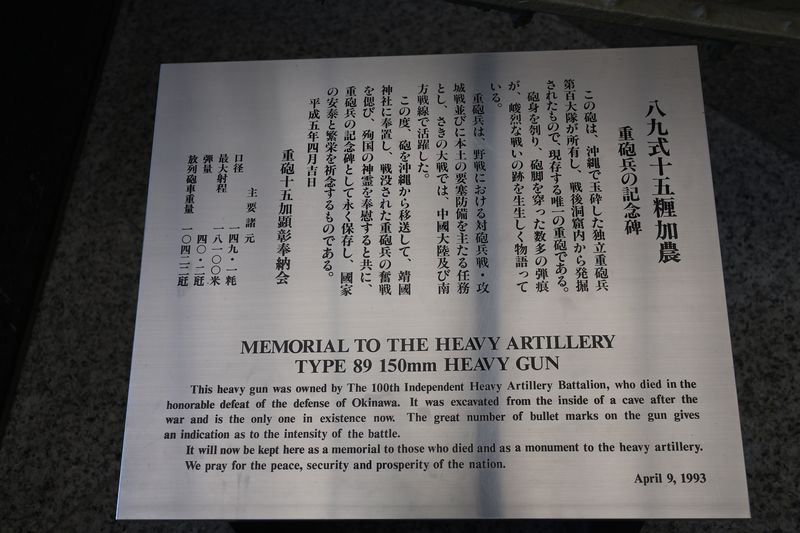 八九式十五糎加農
重砲兵の記念碑
この砲は、沖縄で玉砕した独立重砲兵
第百大隊が所有し、戦後洞窟内から発掘
されたもので、現存する唯一の重砲である。
砲身を刳り、砲脚を穿った数多の弾痕
が、峻烈な戦いの跡を生生しく物語って
いる。
重砲兵は、野戦における対砲兵戦・攻
城戦並びに本土の要塞防備を主たる任務
とし、さきの大戦では、中國大陸及び南
方戦線で活躍した。
この度、砲を沖縄から移送して、靖國
神社に奉置し、戦没された重砲兵の奮戦
を偲び、殉国の神霊を奉慰すると共に、
重砲兵の記念碑として永く保存し、國家
の安泰と繁栄を祈念するものである。
平成五年四月吉日
重砲十五加顕彰奉納会
主要諸元
口径 一四九・一粍
最大射程 一八一〇〇米
弾量 四〇・二瓩
放列砲車重量 一〇四二二瓩
MEMORIAL TO THE HEAVY ARTILLERY
TYPE 89 150mm HEAVY GUN
This heavy gun was owned by The 100th Independent Heavy Artillery Battalion, who died in the
honorable defeat of the defense of Okinawa. It was excavated from the inside of a cave after the
war and is the only one in existence now. The great number of bullet marks on the gun gives
an indication as to the intensity of the battle.
It will now be kept here as a memorial to those who died and as a monument to the heavy artillery.
We pray for the peace, security and prosperity of the nation.
April 9, 1993